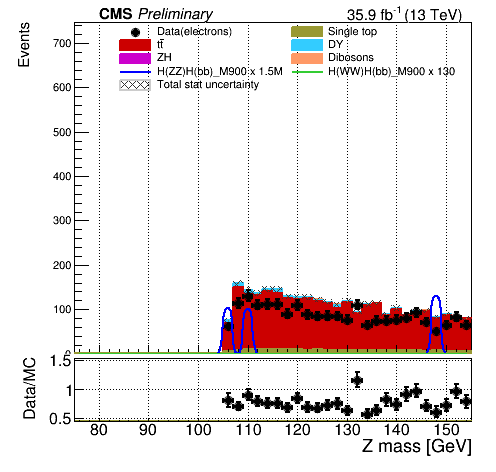 CMS Preliminary 35.9 fb⁻¹ (13 TeV)
Events
Data(electrons) Single top
tt̄ DY
ZH Dibosons
H(ZZ)H(bb)_M900 x 1.5M H(WW)H(bb)_M900 x 130
Total stat uncertainty
700
600
500
400
300
200
100
0
Data/MC
1.5
1
0.5
80 90 100 110 120 130 140 150
Z mass [GeV]